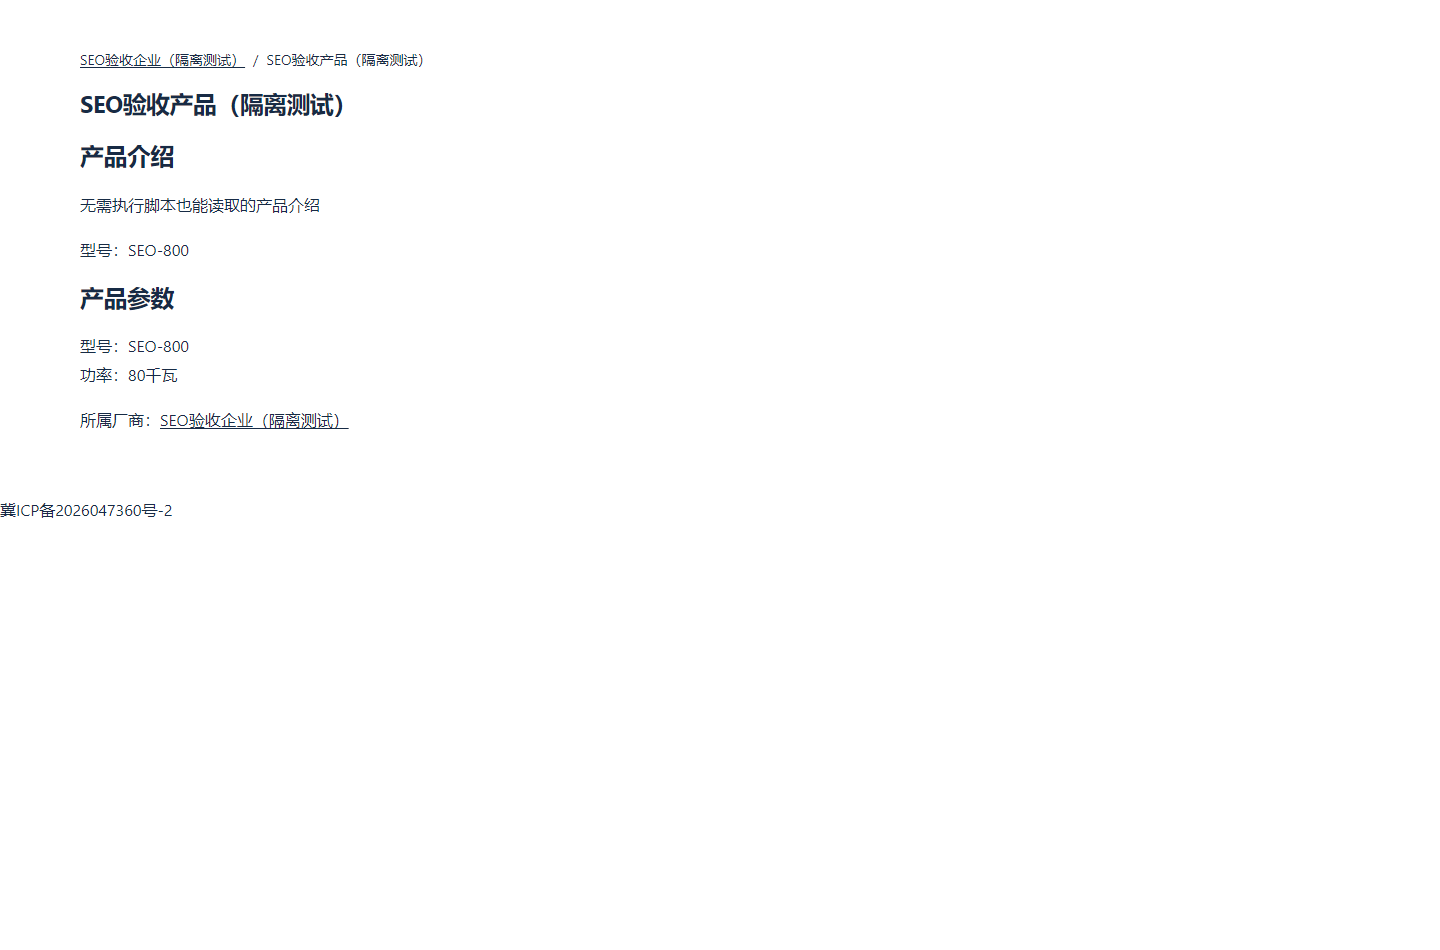 SEO验收企业（隔离测试） / SEO验收产品（隔离测试）
SEO验收产品（隔离测试）
产品介绍
无需执行脚本也能读取的产品介绍
型号：SEO-800
产品参数
型号：SEO-800
功率：80千瓦
所属厂商：SEO验收企业（隔离测试）
冀ICP备2026047360号-2